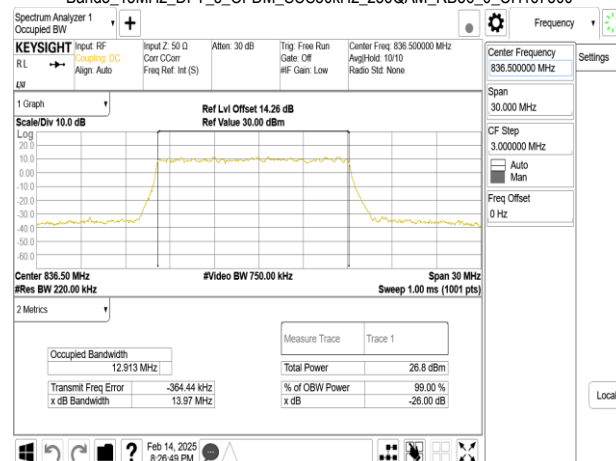 Spectrum Analyzer 1
Occupied BW
Frequency
Settings
KEYSIGHT
RL
Input: RF
Coupling: DC
Align: Auto
Input Z: 50 Ω
Corr CCorr
Freq Ref: Int (S)
Atten: 30 dB
Trig: Free Run
Gate: Off
#IF Gain: Low
Center Freq: 836.500000 MHz
Avg|Hold: 10/10
Radio Std: None
Center Frequency
836.500000 MHz
Span
30.000 MHz
CF Step
3.000000 MHz
Auto
Man
Freq Offset
0 Hz
1 Graph
Scale/Div 10.0 dB
Ref Lvl Offset 14.26 dB
Ref Value 30.00 dBm
Log
20.0
10.0
0.00
-10.0
-20.0
-30.0
-40.0
-50.0
-60.0
Center 836.50 MHz
#Video BW 750.00 kHz
Span 30 MHz
#Res BW 220.00 kHz
Sweep 1.00 ms (1001 pts)
2 Metrics
Measure Trace
Trace 1
Occupied Bandwidth
12.913 MHz
Total Power
26.8 dBm
Transmit Freq Error
-364.44 kHz
% of OBW Power
99.00 %
x dB Bandwidth
13.97 MHz
x dB
-26.00 dB
Local
Feb 14, 2025
8:26:49 PM